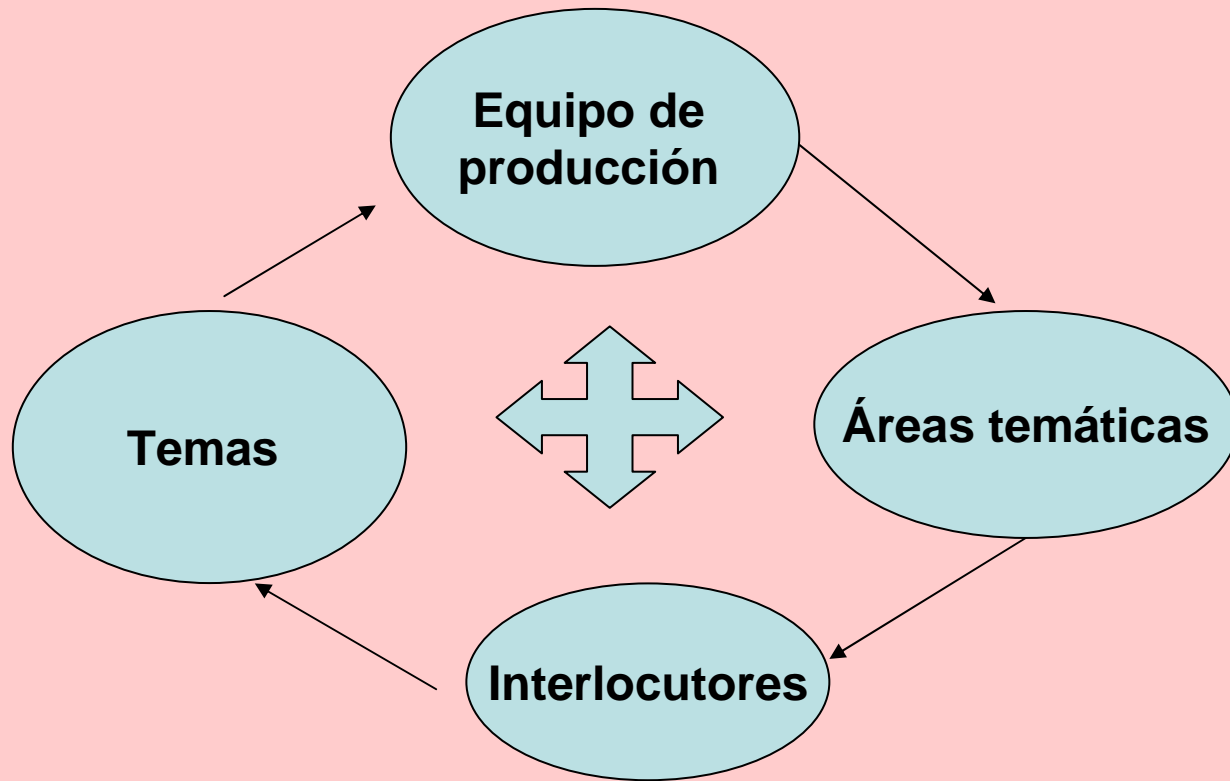 Equipo de
producción
Áreas temáticas
Temas
Interlocutores